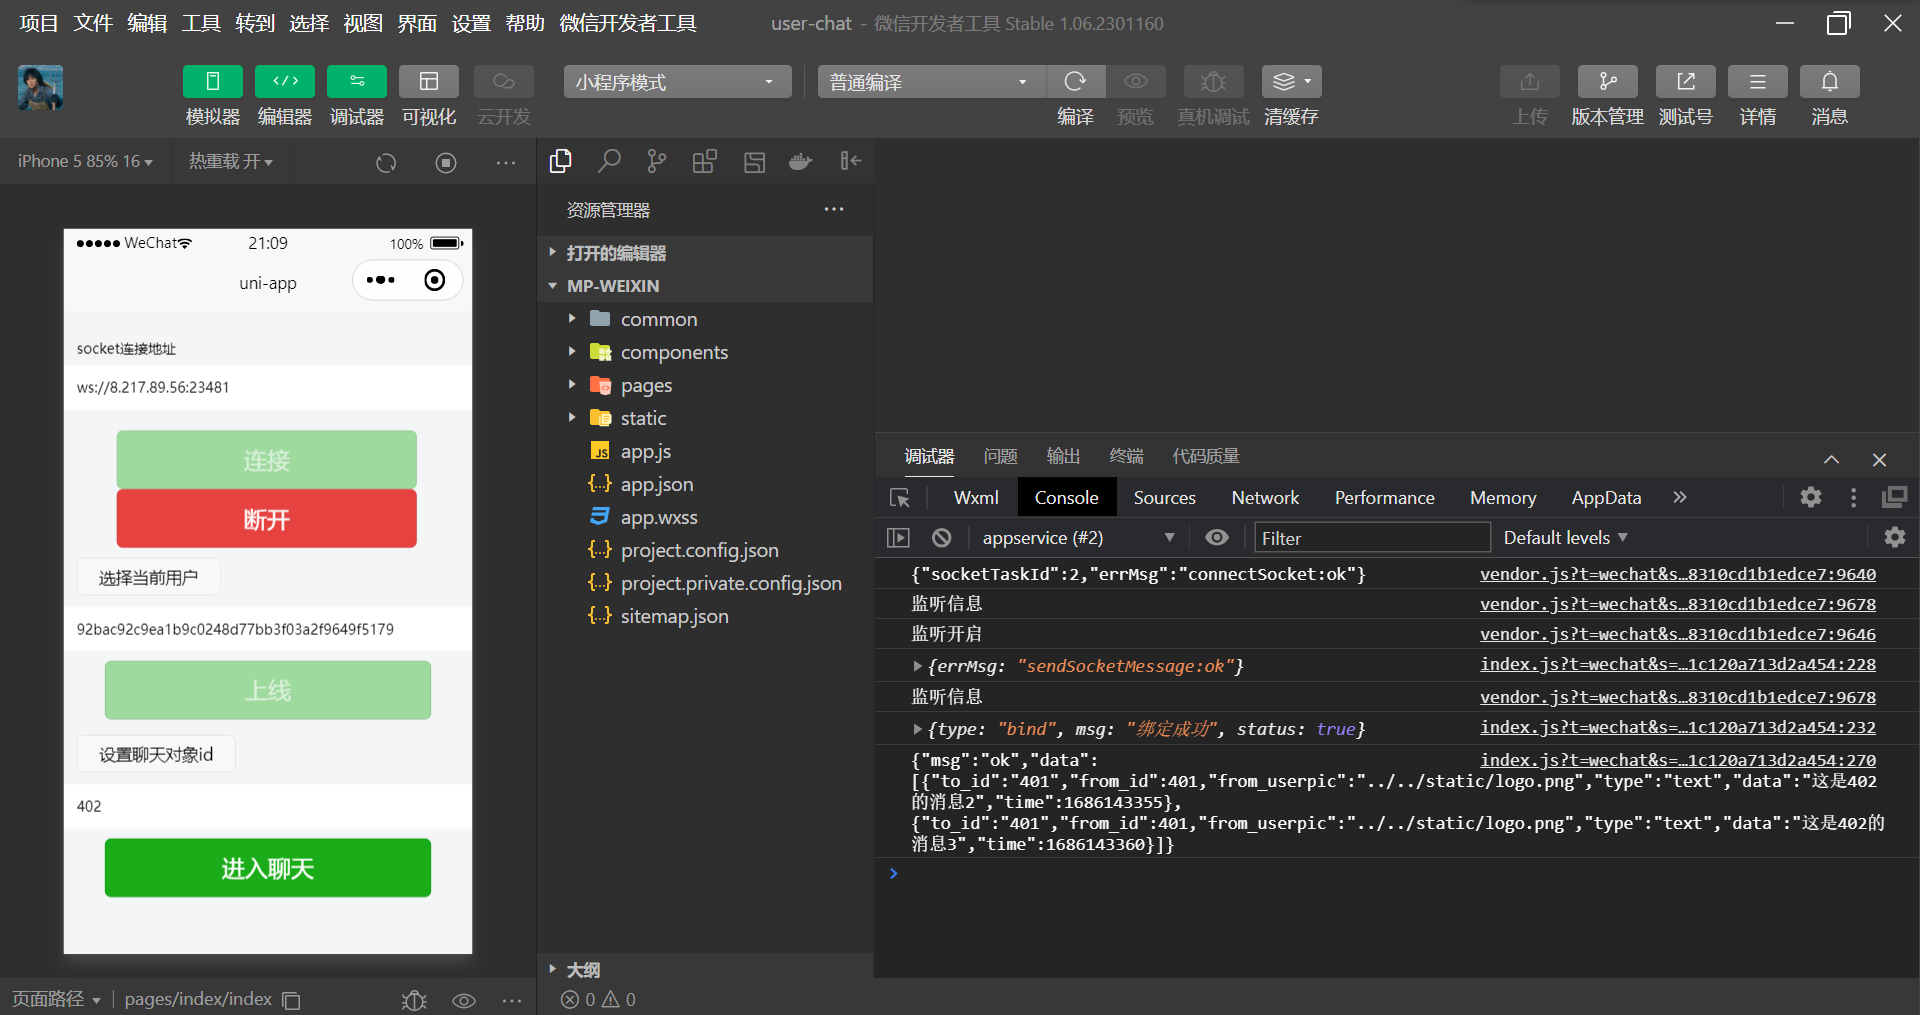 项目 文件 编辑 工具 转到 选择 视图 界面 设置 帮助 微信开发者工具
user-chat - 微信开发者工具 Stable 1.06.2301160
小程序模式
普通编译
模拟器 编辑器 调试器 可视化 云开发
编译 预览 真机调试 清缓存
上传 版本管理 测试号 详情 消息
iPhone 5 85% 16
热重载 开
WeChat
21:09
100%
uni-app
socket连接地址
ws://8.217.89.56:23481
连接
断开
选择当前用户
92bac92c9ea1b9c0248d77bb3f03a2f9649f5179
上线
设置聊天对象id
402
进入聊天
页面路径
pages/index/index
资源管理器
打开的编辑器
MP-WEIXIN
common
components
pages
static
JS app.js
{..} app.json
app.wxss
{..} project.config.json
{..} project.private.config.json
{..} sitemap.json
大纲
0 0
调试器 问题 输出 终端 代码质量
Wxml Console Sources Network Performance Memory AppData
appservice (#2)
Filter
Default levels
{"socketTaskId":2,"errMsg":"connectSocket:ok"} vendor.js?t=wechat&s…8310cd1b1edce7:9640
监听信息 vendor.js?t=wechat&s…8310cd1b1edce7:9678
监听开启 vendor.js?t=wechat&s…8310cd1b1edce7:9646
{errMsg: "sendSocketMessage:ok"} index.js?t=wechat&s=…1c120a713d2a454:228
监听信息 vendor.js?t=wechat&s…8310cd1b1edce7:9678
{type: "bind", msg: "绑定成功", status: true} index.js?t=wechat&s=…1c120a713d2a454:232
{"msg":"ok","data": index.js?t=wechat&s=…1c120a713d2a454:270
[{"to_id":"401","from_id":401,"from_userpic":"../../static/logo.png","type":"text","data":"这是402
的消息2","time":1686143355},
{"to_id":"401","from_id":401,"from_userpic":"../../static/logo.png","type":"text","data":"这是402的
消息3","time":1686143360}]}